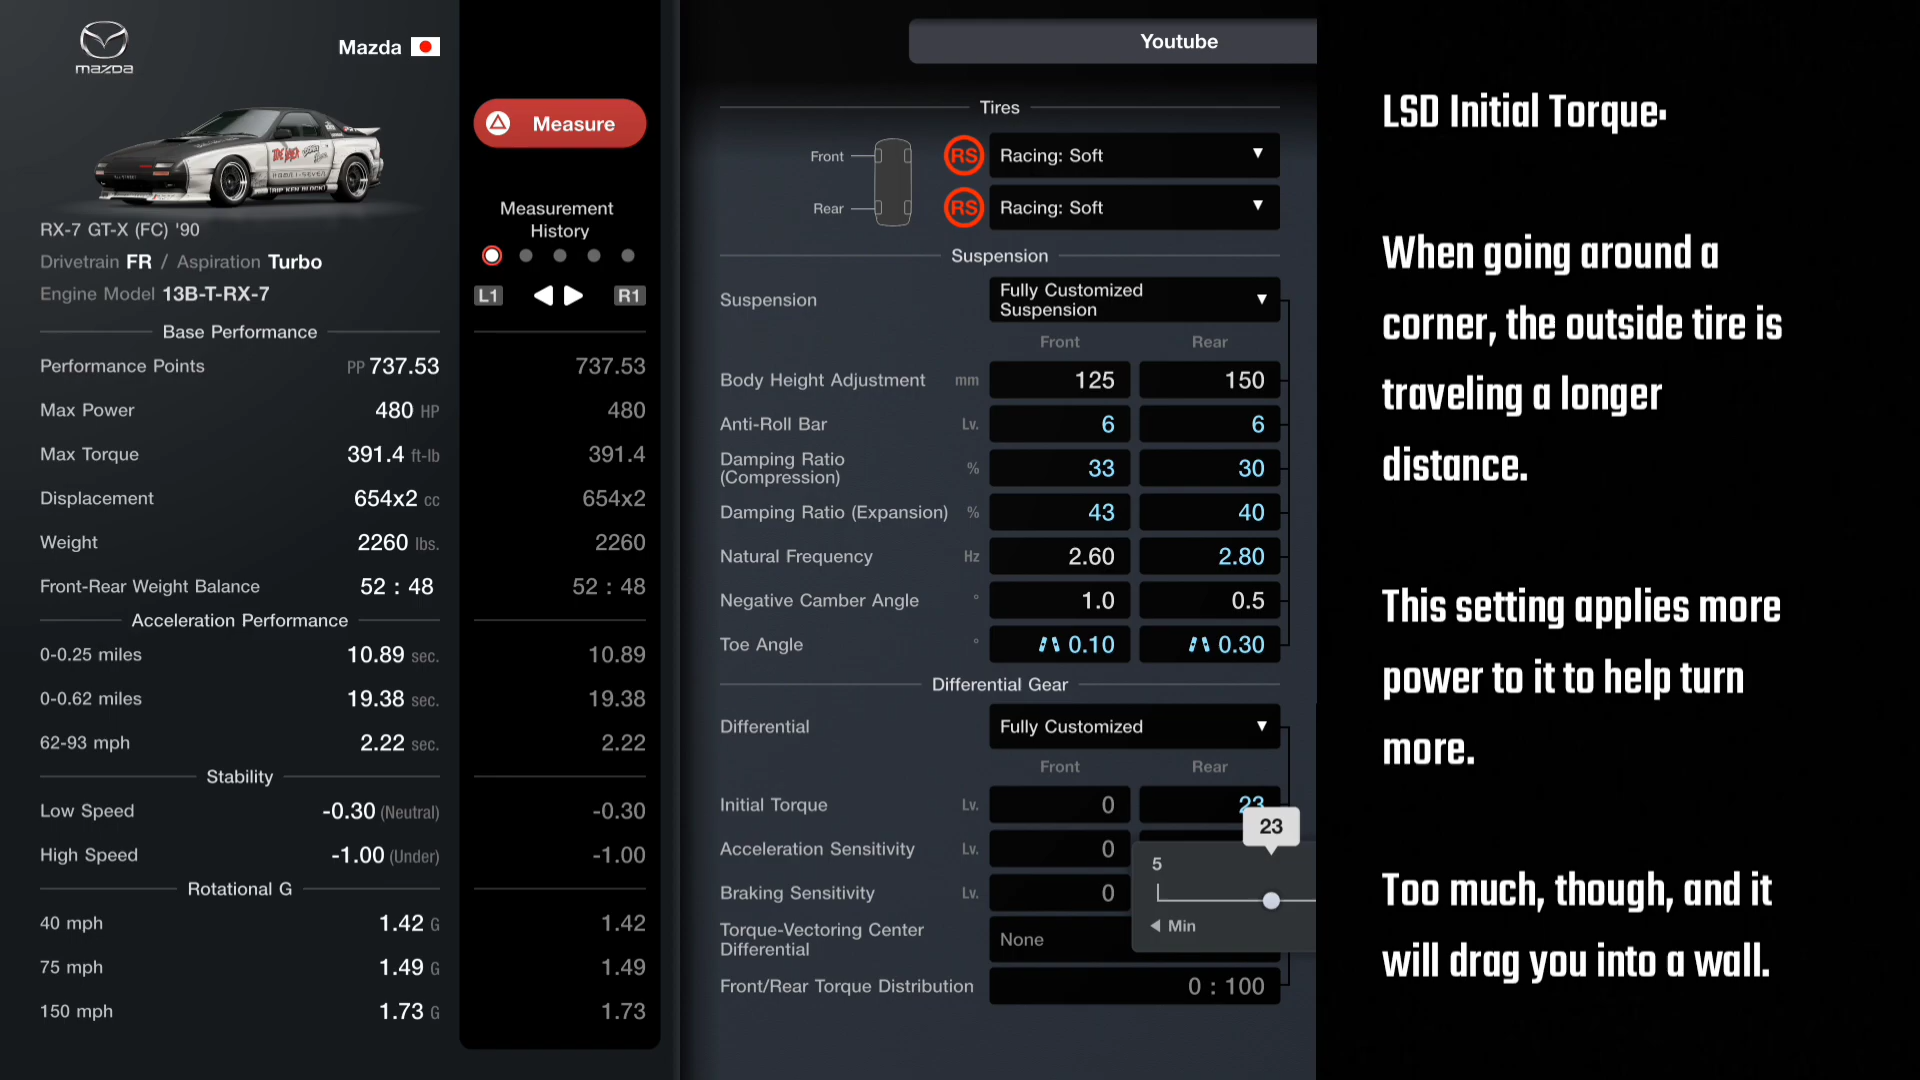 mazda
Mazda
RX-7 GT-X (FC) '90
Drivetrain FR / Aspiration Turbo
Engine Model 13B-T-RX-7
Base Performance
Performance Points PP 737.53
Max Power 480 HP
Max Torque 391.4 ft-lb
Displacement 654x2 cc
Weight 2260 lbs.
Front-Rear Weight Balance 52 : 48
Acceleration Performance
0-0.25 miles 10.89 sec.
0-0.62 miles 19.38 sec.
62-93 mph 2.22 sec.
Stability
Low Speed -0.30 (Neutral)
High Speed -1.00 (Under)
Rotational G
40 mph 1.42 G
75 mph 1.49 G
150 mph 1.73 G
Measure
Measurement
History
L1 R1
737.53
480
391.4
654x2
2260
52 : 48
10.89
19.38
2.22
-0.30
-1.00
1.42
1.49
1.73
Youtube
Tires
Front RS Racing: Soft
Rear RS Racing: Soft
Suspension
Suspension Fully Customized
Suspension
Front Rear
Body Height Adjustment mm 125 150
Anti-Roll Bar Lv. 6 6
Damping Ratio
(Compression) % 33 30
Damping Ratio (Expansion) % 43 40
Natural Frequency Hz 2.60 2.80
Negative Camber Angle ° 1.0 0.5
Toe Angle ° 0.10 0.30
Differential Gear
Differential Fully Customized
Front Rear
Initial Torque Lv. 0 23
23
Acceleration Sensitivity Lv. 0
5
Braking Sensitivity Lv. 0
Min
Torque-Vectoring Center
Differential None
Front/Rear Torque Distribution 0 : 100
LSD Initial Torque:
When going around a
corner, the outside tire is
traveling a longer
distance.
This setting applies more
power to it to help turn
more.
Too much, though, and it
will drag you into a wall.